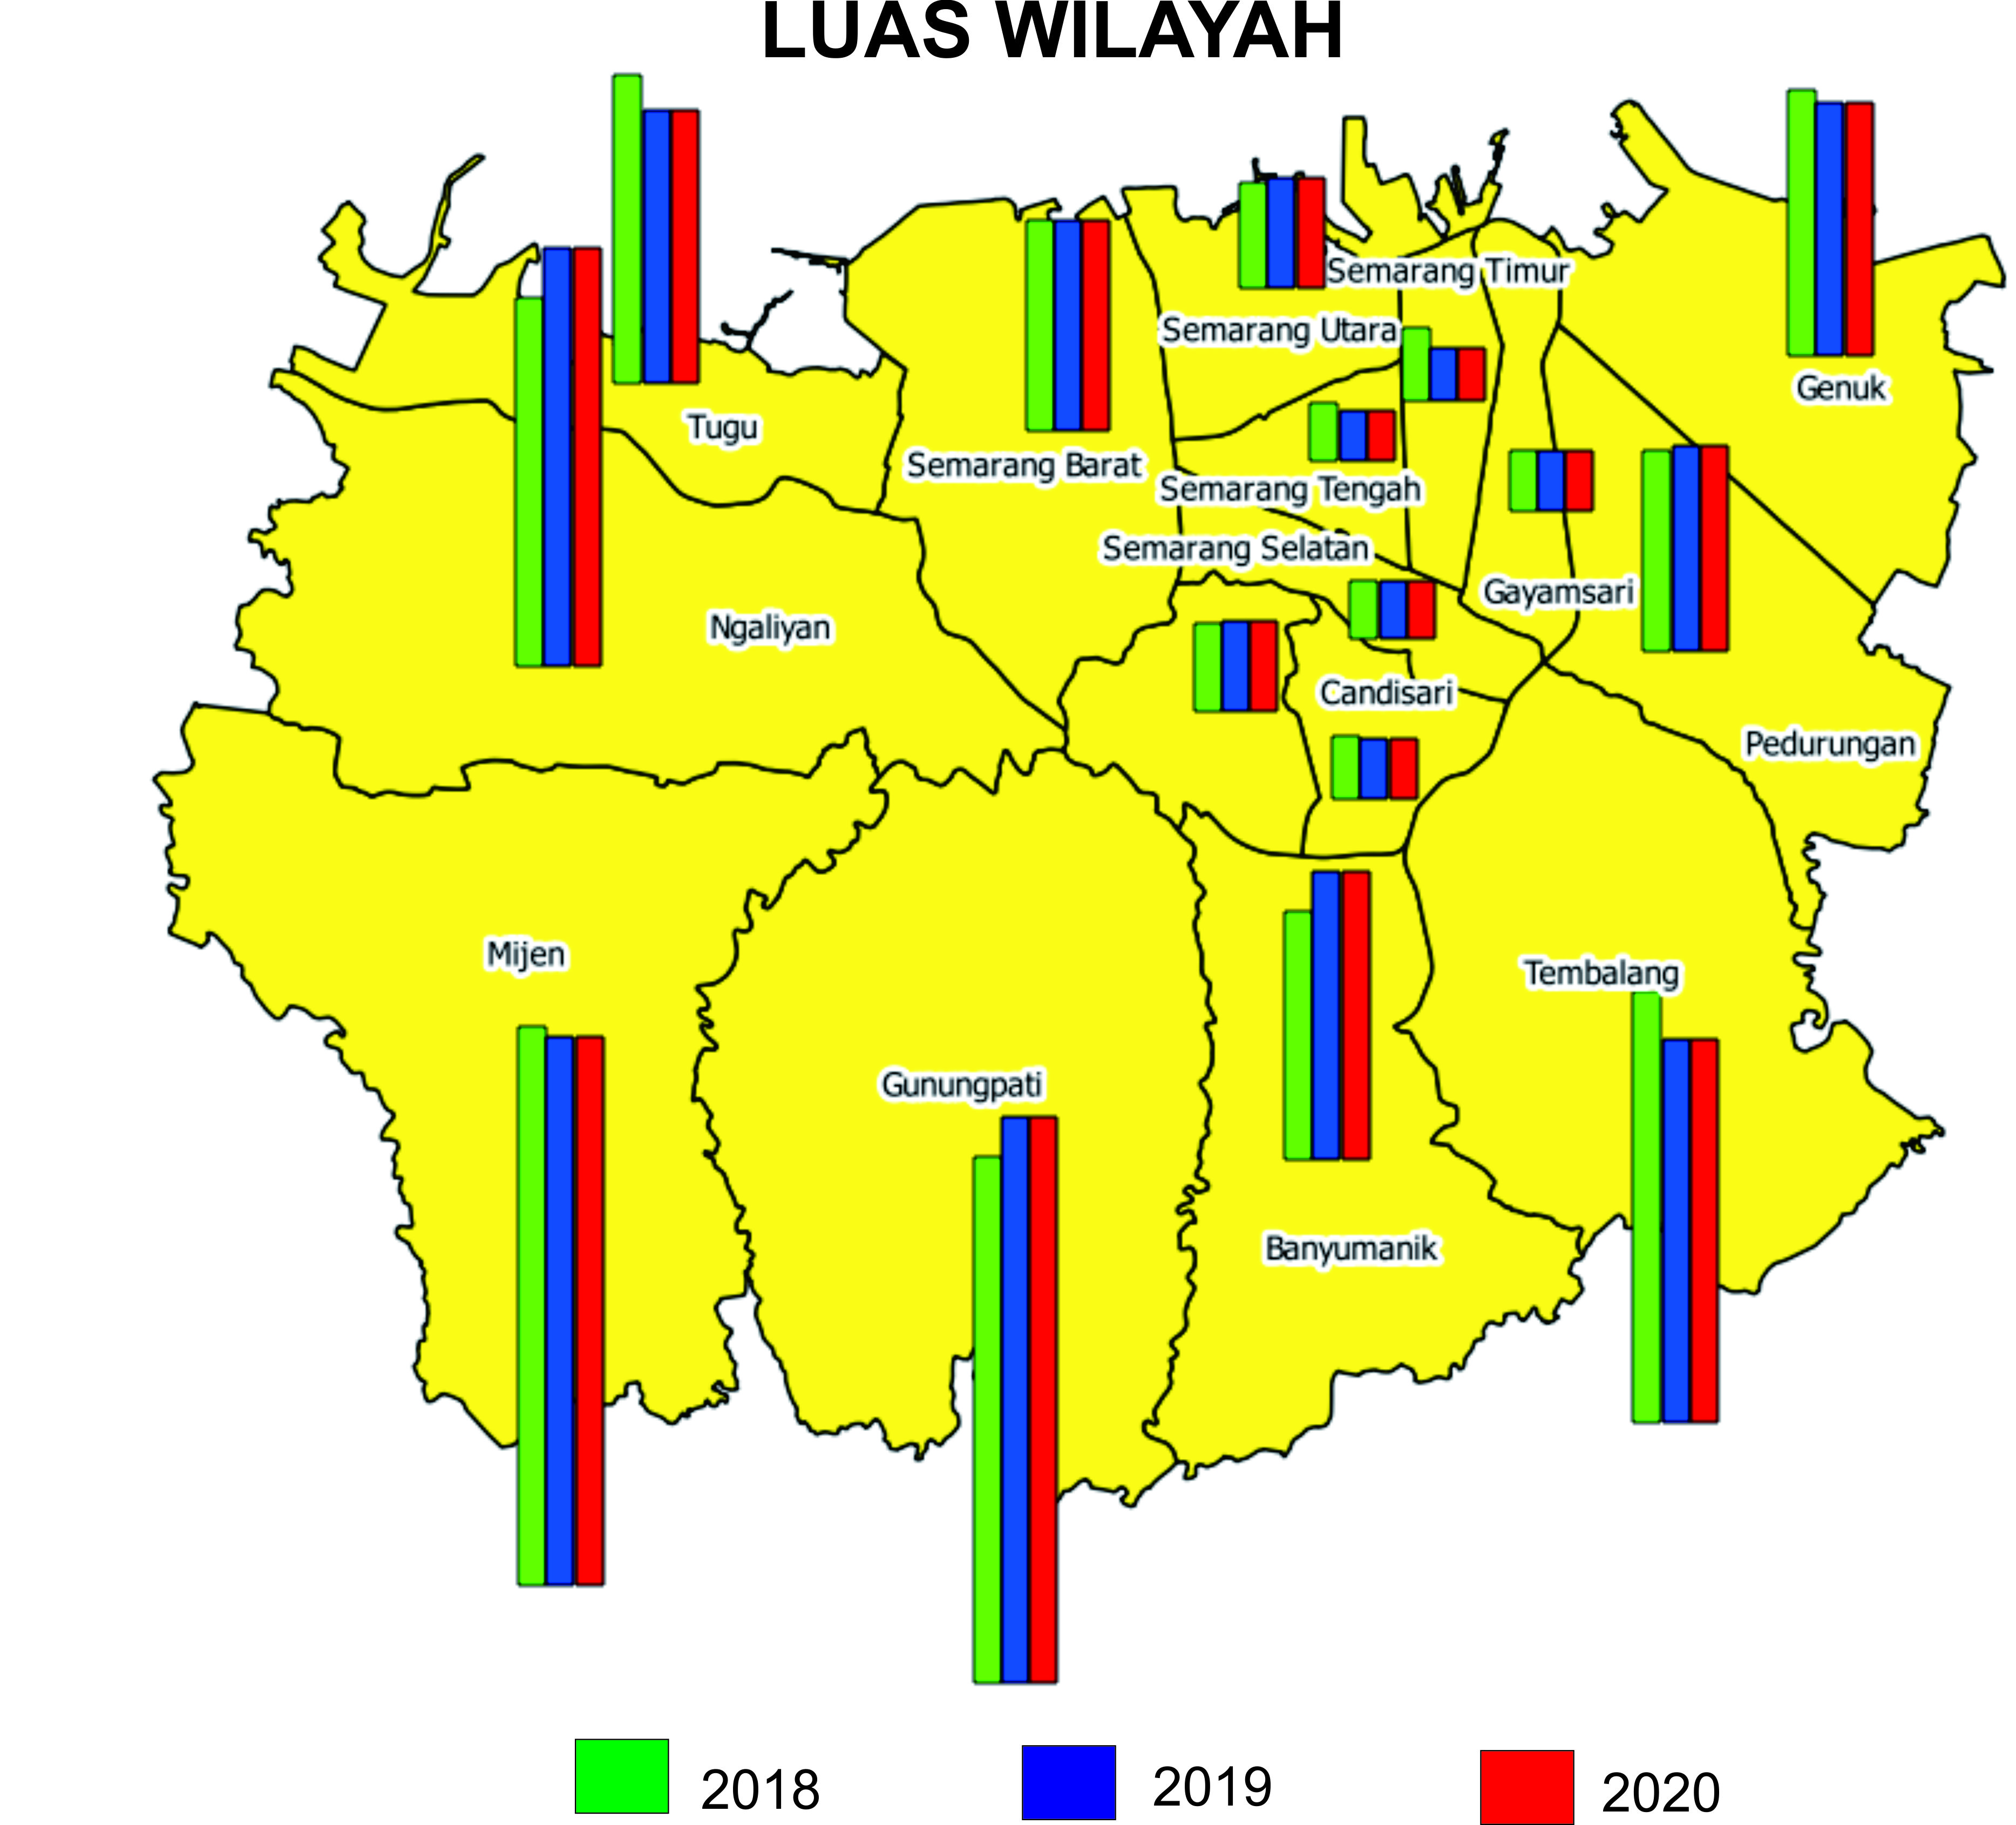 LUAS WILAYAH
Semarang Timur
Semarang Utara
Genuk
Tugu
Semarang Barat
Semarang Tengah
Semarang Selatan
Gayamsari
Ngaliyan
Candisari
Pedurungan
Mijen
Tembalang
Gunungpati
Banyumanik
2018
2019
2020